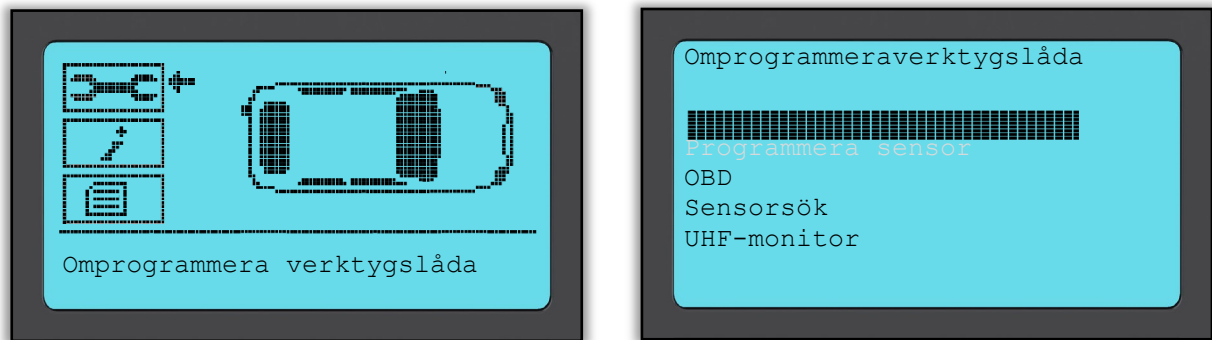 Omprogrammera verktygslåda
Omprogrammeraverktygslåda
Programmera sensor
OBD
Sensorsök
UHF-monitor